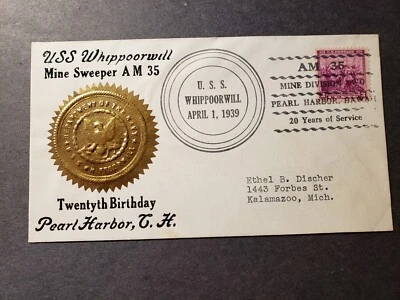 USS Whippoorwill
Mine Sweeper AM 35
Twentyth Birthday
Pearl Harbor, T. H.
U. S. S.
WHIPPOORWILL
APRIL 1, 1939
AM 35
MINE DIVISION
PEARL HARBOR, HAWAII
20 Years of Service
Ethel B. Discher
1443 Forbes St.
Kalamazoo, Mich.